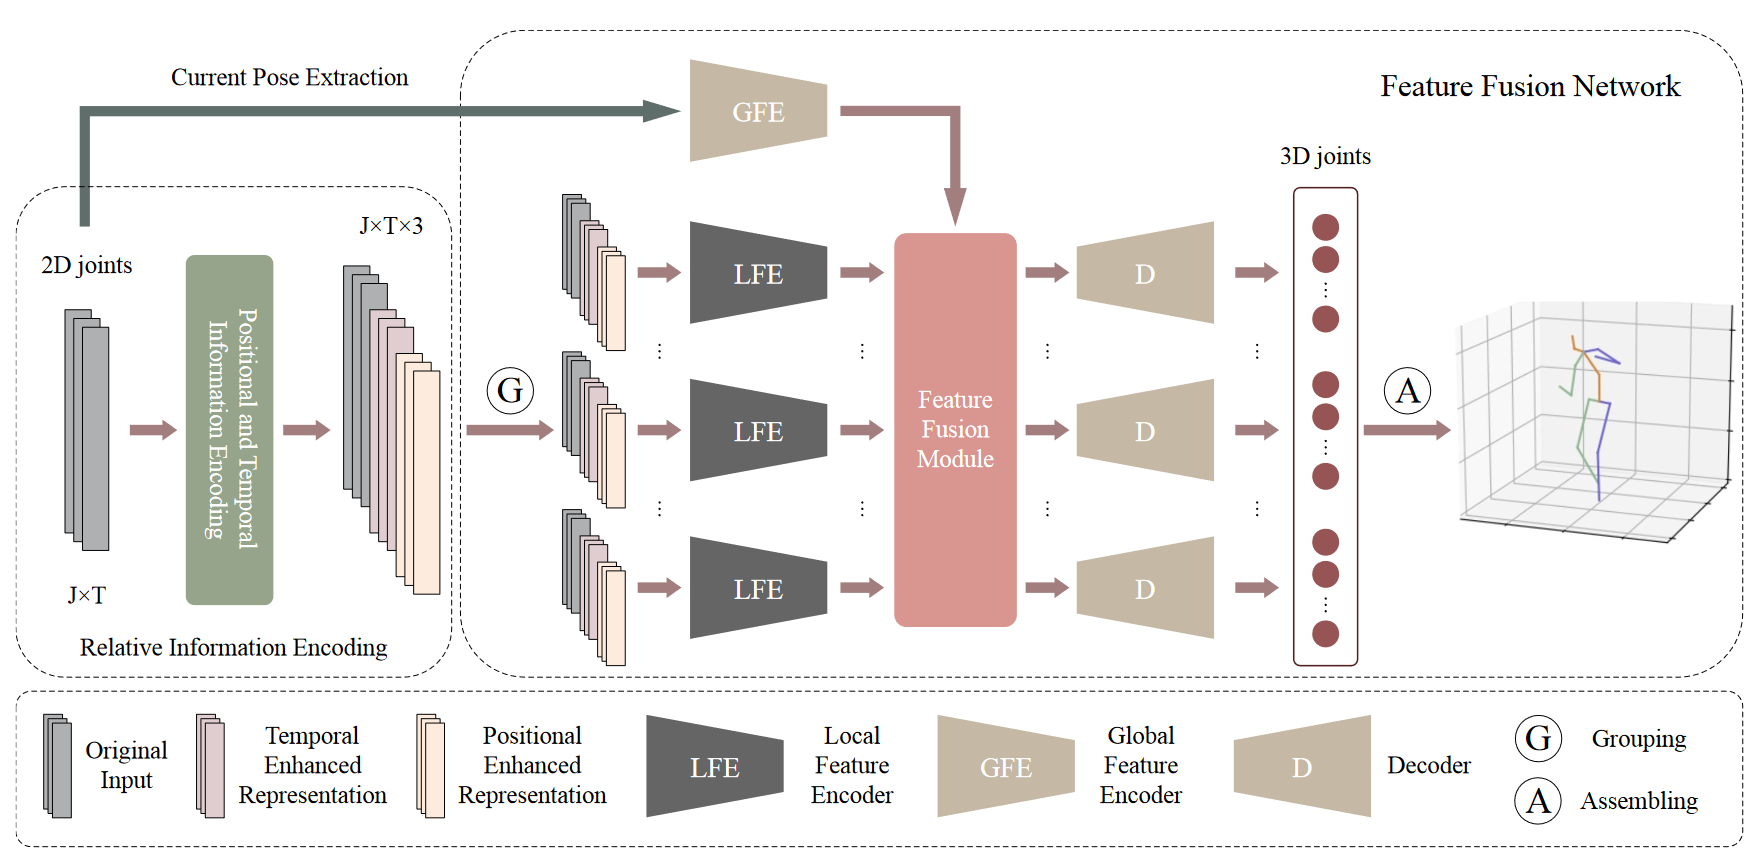 Current Pose Extraction
GFE
Feature Fusion Network
3D joints
J×T×3
2D joints
Positional and Temporal
Information Encoding
J×T
Relative Information Encoding
G
LFE
LFE
LFE
Feature
Fusion
Module
D
D
D
A
Original
Input
Temporal
Enhanced
Representation
Positional
Enhanced
Representation
LFE
Local
Feature
Encoder
GFE
Global
Feature
Encoder
D
Decoder
G
Grouping
A
Assembling